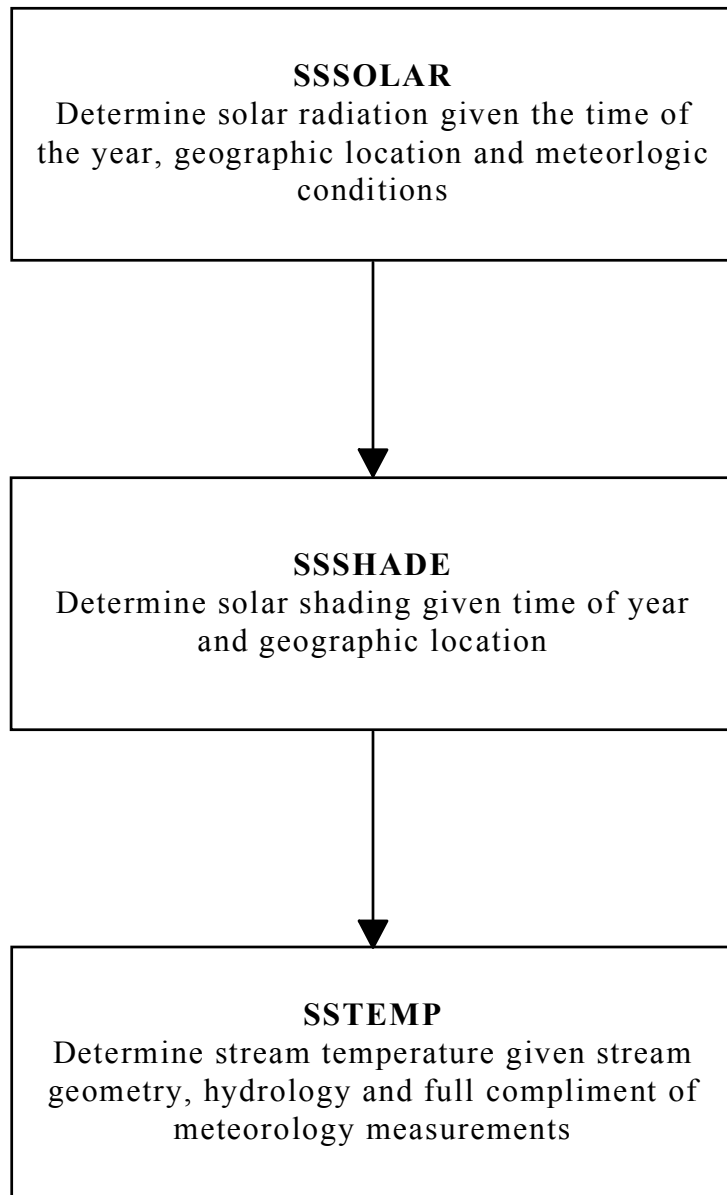 SSSOLAR
Determine solar radiation given the time of
the year, geographic location and meteorlogic
conditions
SSSHADE
Determine solar shading given time of year
and geographic location
SSTEMP
Determine stream temperature given stream
geometry, hydrology and full compliment of
meteorology measurements